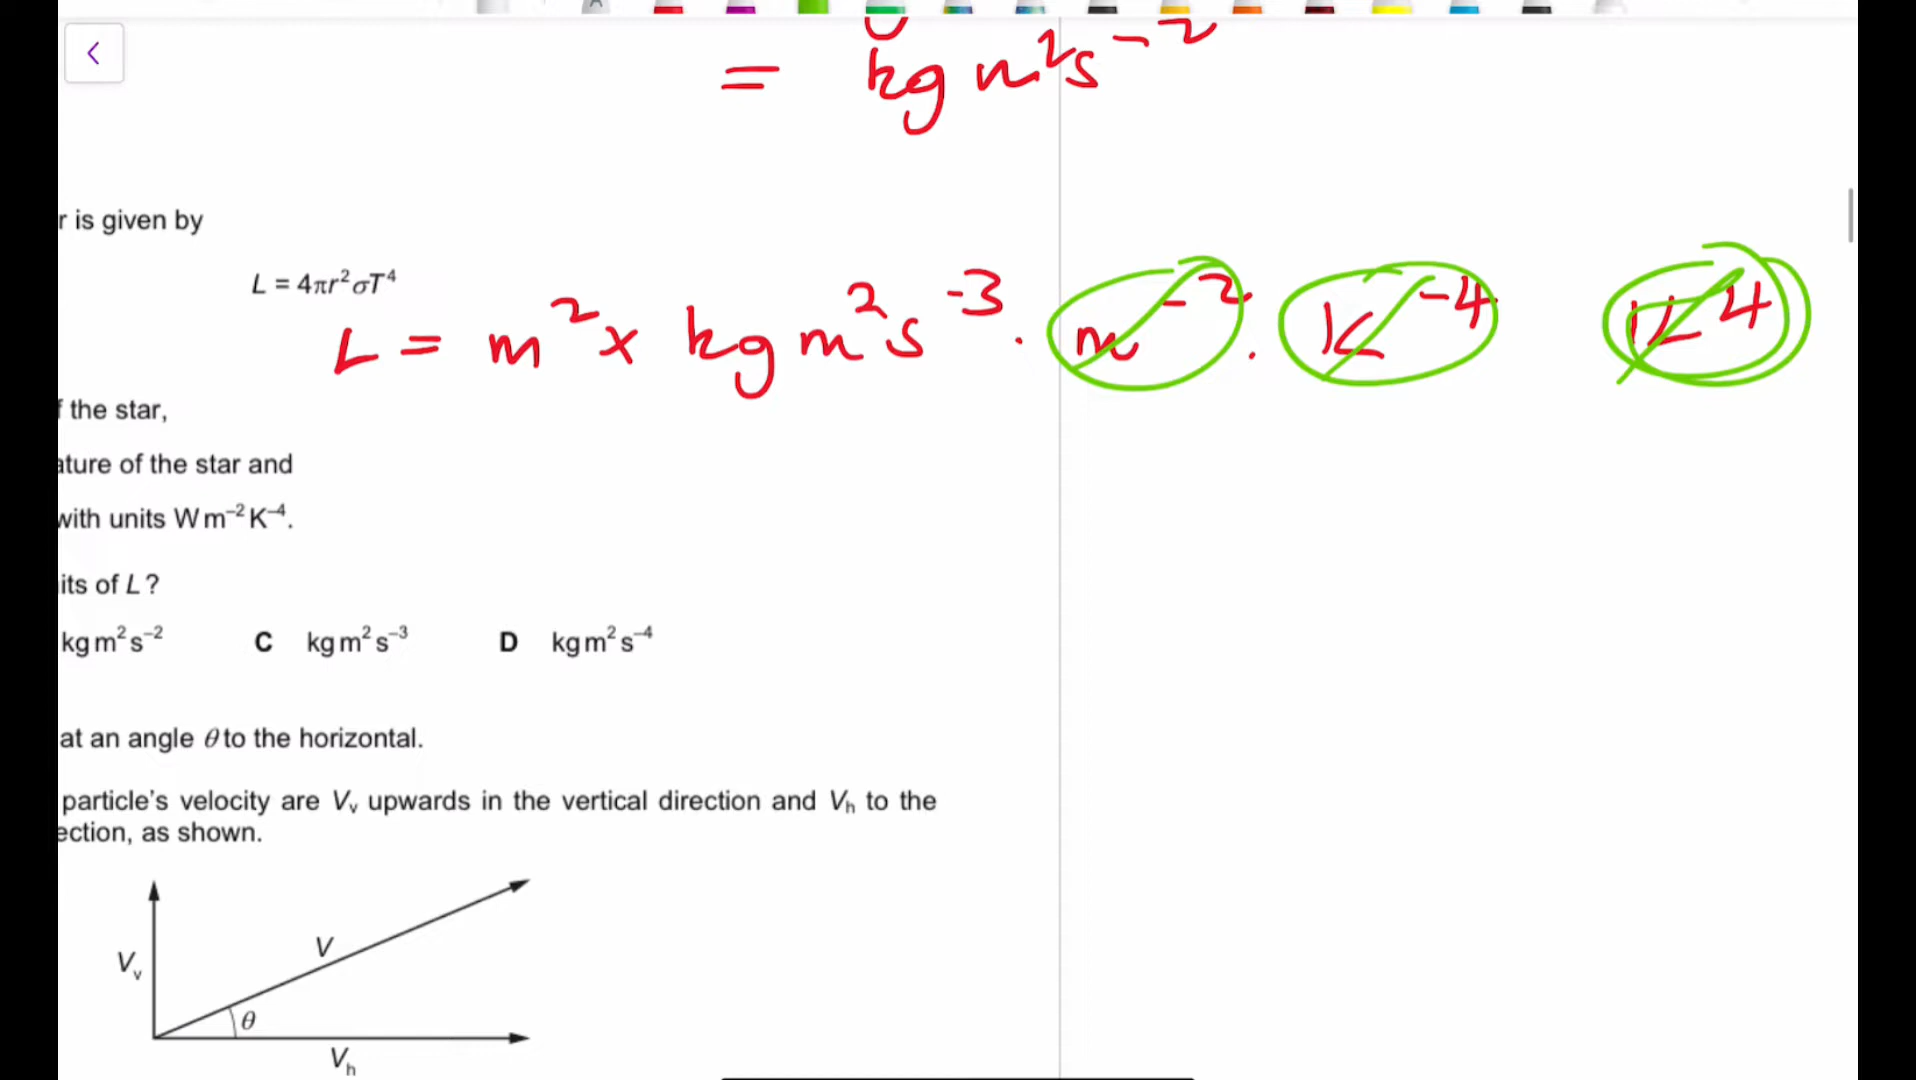 = kg m²s⁻²
r is given by
L = 4πr²σT⁴
L = m² x kg m² s⁻³ . m⁻² . K⁻⁴ K⁴
f the star,
ature of the star and
with units W m⁻² K⁻⁴.
its of L?
kg m² s⁻² C kg m² s⁻³ D kg m² s⁻⁴
at an angle θ to the horizontal.
particle's velocity are Vᵥ upwards in the vertical direction and Vₕ to the
ection, as shown.
V
Vᵥ
θ
Vₕ